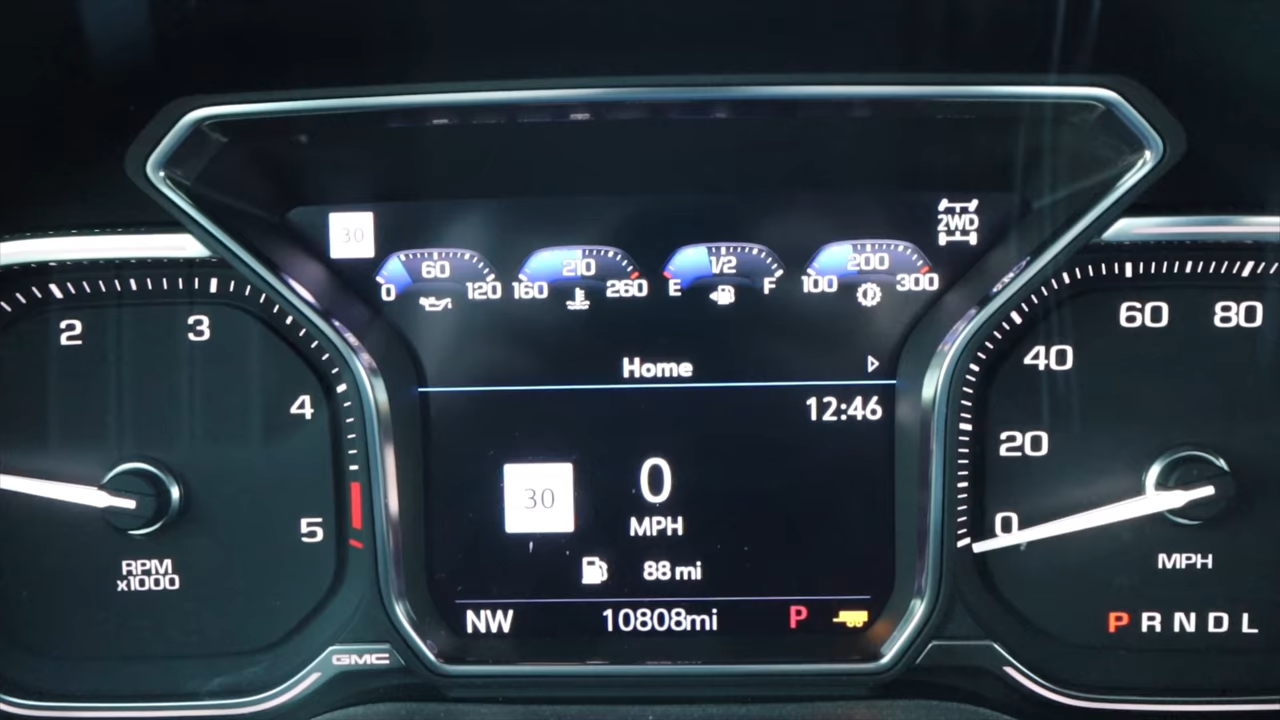 30
2WD
0 60 120
160 210 260
E 1/2 F
100 200 300
Home
12:46
30
0
MPH
88 mi
NW 10808mi P
2 3 4 5
RPM
x1000
GMC
0 20 40 60 80
MPH
P R N D L